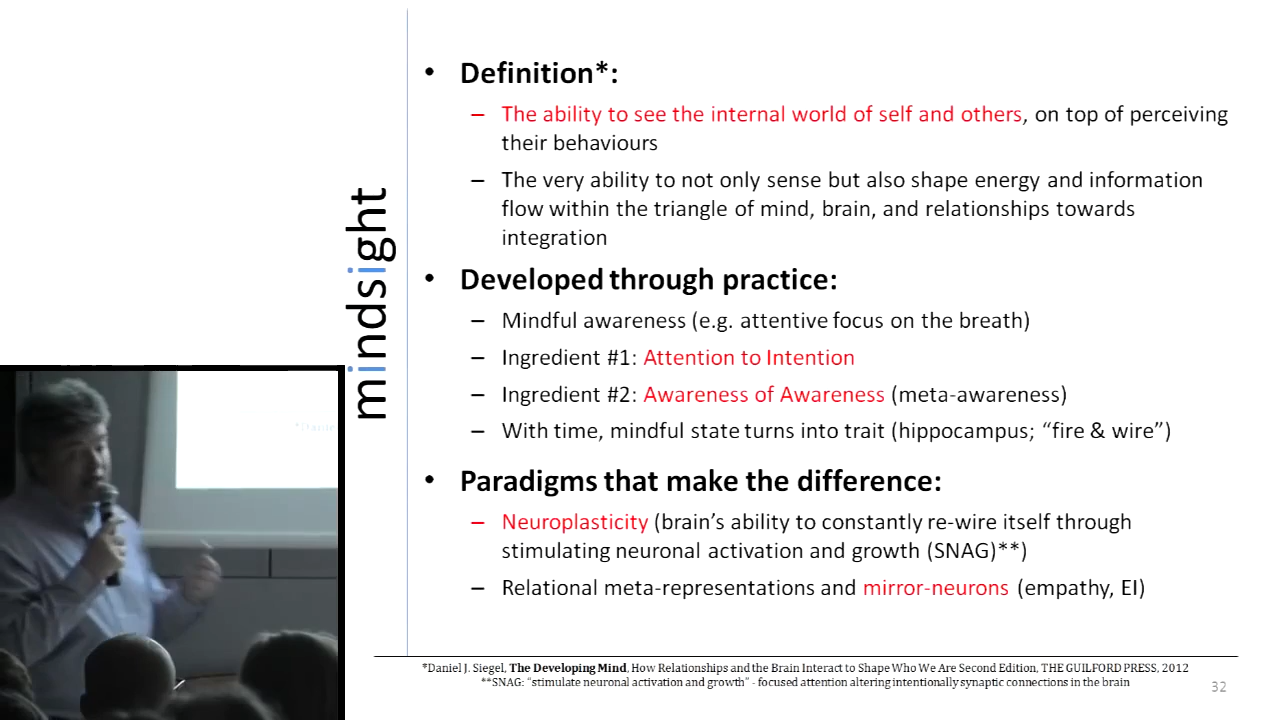 mindsight
• Definition*:
– The ability to see the internal world of self and others, on top of perceiving
their behaviours
– The very ability to not only sense but also shape energy and information
flow within the triangle of mind, brain, and relationships towards
integration
• Developed through practice:
– Mindful awareness (e.g. attentive focus on the breath)
– Ingredient #1: Attention to Intention
– Ingredient #2: Awareness of Awareness (meta-awareness)
– With time, mindful state turns into trait (hippocampus; “fire & wire”)
• Paradigms that make the difference:
– Neuroplasticity (brain’s ability to constantly re-wire itself through
stimulating neuronal activation and growth (SNAG)**)
– Relational meta-representations and mirror-neurons (empathy, EI)
*Daniel J. Siegel, The Developing Mind, How Relationships and the Brain Interact to Shape Who We Are Second Edition, THE GUILFORD PRESS, 2012
**SNAG: “stimulate neuronal activation and growth” - focused attention altering intentionally synaptic connections in the brain
32